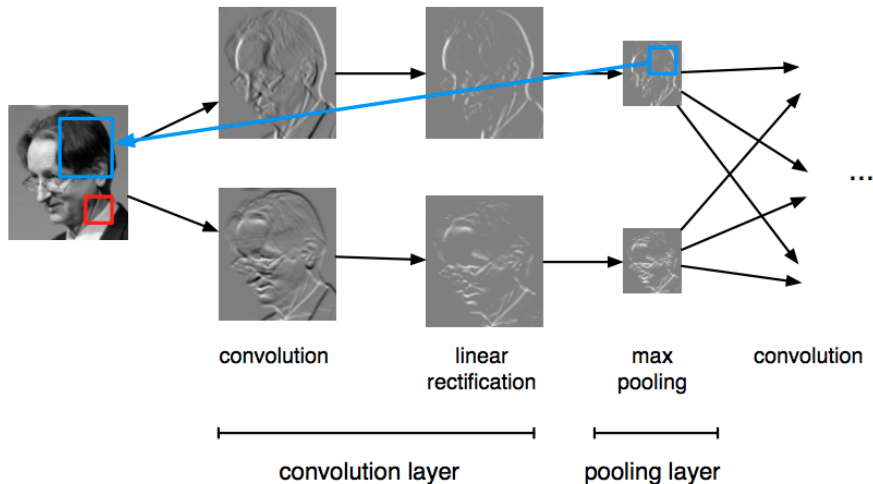 ...
convolution
linear
rectification
max
pooling
convolution
convolution layer
pooling layer